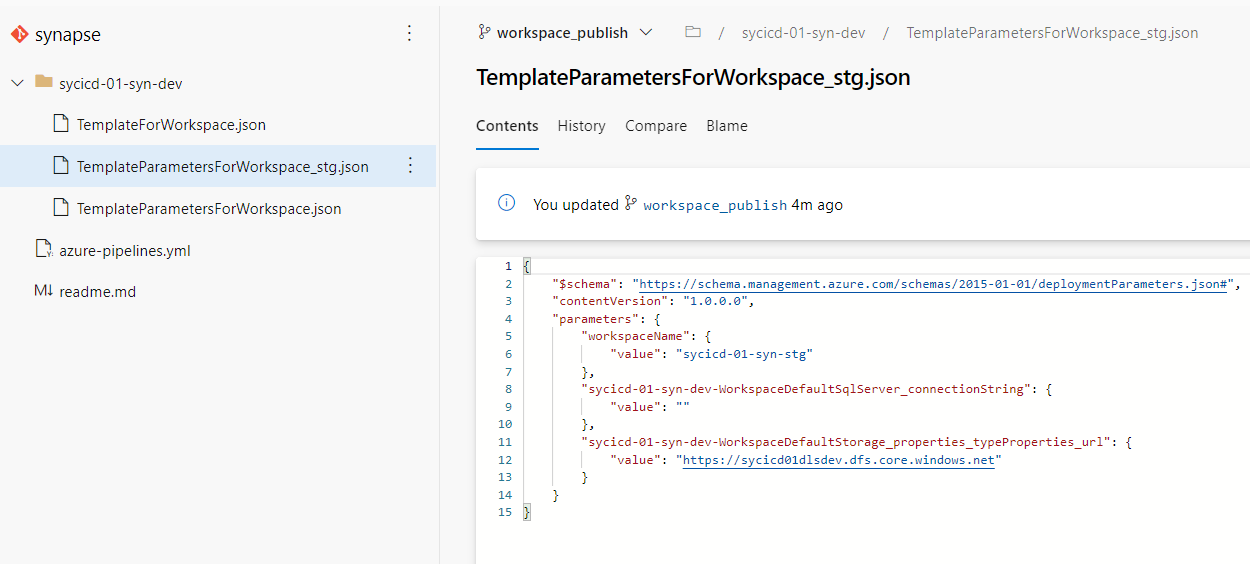 synapse
sycicd-01-syn-dev
TemplateForWorkspace.json
TemplateParametersForWorkspace_stg.json
TemplateParametersForWorkspace.json
azure-pipelines.yml
readme.md
workspace_publish / sycicd-01-syn-dev / TemplateParametersForWorkspace_stg.json
TemplateParametersForWorkspace_stg.json
Contents History Compare Blame
You updated workspace_publish 4m ago
1 {
2 "$schema": "https://schema.management.azure.com/schemas/2015-01-01/deploymentParameters.json#",
3 "contentVersion": "1.0.0.0",
4 "parameters": {
5 "workspaceName": {
6 "value": "sycicd-01-syn-stg"
7 },
8 "sycicd-01-syn-dev-WorkspaceDefaultSqlServer_connectionString": {
9 "value": ""
10 },
11 "sycicd-01-syn-dev-WorkspaceDefaultStorage_properties_typeProperties_url": {
12 "value": "https://sycicd01dlsdev.dfs.core.windows.net"
13 }
14 }
15 }